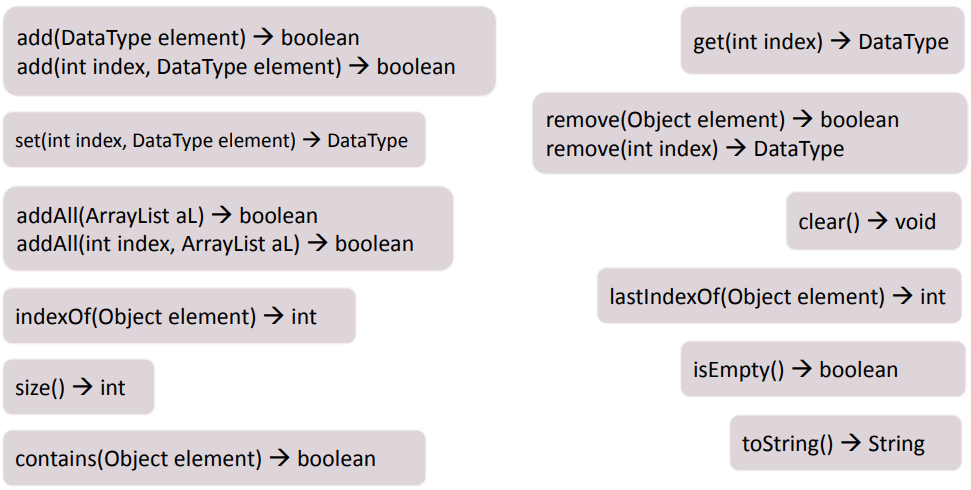 add(DataType element) → boolean
add(int index, DataType element) → boolean
set(int index, DataType element) → DataType
addAll(ArrayList aL) → boolean
addAll(int index, ArrayList aL) → boolean
indexOf(Object element) → int
size() → int
contains(Object element) → boolean
get(int index) → DataType
remove(Object element) → boolean
remove(int index) → DataType
clear() → void
lastIndexOf(Object element) → int
isEmpty() → boolean
toString() → String